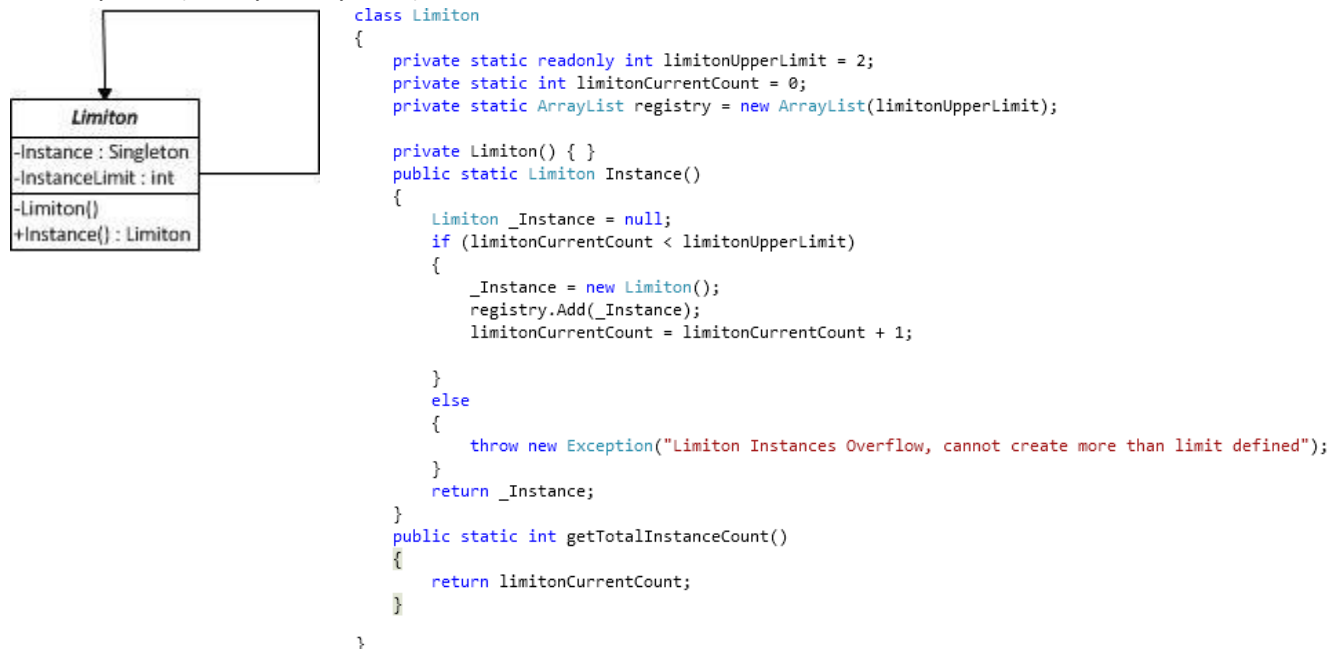 Limiton
-Instance : Singleton
-InstanceLimit : int
-Limiton()
+Instance() : Limiton
class Limiton
{
private static readonly int limitonUpperLimit = 2;
private static int limitonCurrentCount = 0;
private static ArrayList registry = new ArrayList(limitonUpperLimit);
private Limiton() { }
public static Limiton Instance()
{
Limiton _Instance = null;
if (limitonCurrentCount < limitonUpperLimit)
{
_Instance = new Limiton();
registry.Add(_Instance);
limitonCurrentCount = limitonCurrentCount + 1;
}
else
{
throw new Exception("Limiton Instances Overflow, cannot create more than limit defined");
}
return _Instance;
}
public static int getTotalInstanceCount()
{
return limitonCurrentCount;
}
}